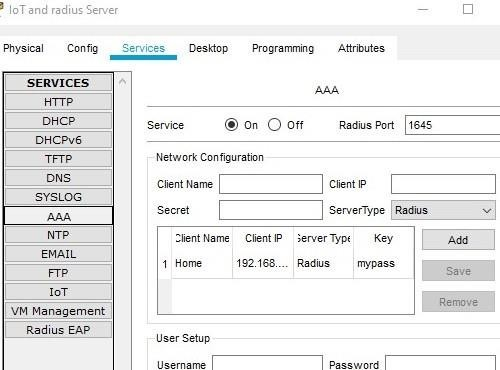 IoT and radius Server
Physical Config Services Desktop Programming Attributes
SERVICES
HTTP
DHCP
DHCPv6
TFTP
DNS
SYSLOG
AAA
NTP
EMAIL
FTP
IoT
VM Management
Radius EAP
AAA
Service On Off Radius Port 1645
Network Configuration
Client Name Client IP
Secret ServerType Radius
Client Name Client IP Server Type Key
1 Home 192.168.... Radius mypass
Add
Save
Remove
User Setup
Username Password